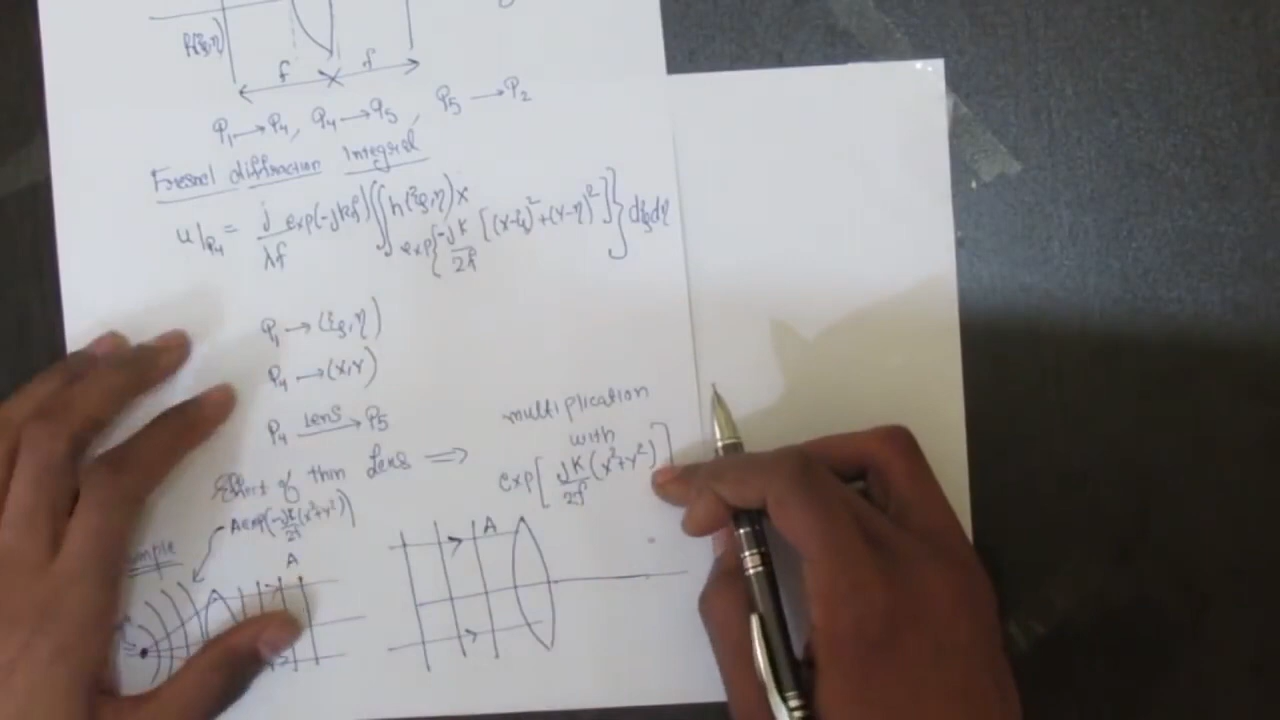 h(ξ,η)
f f
P₁→P₄, P₄→P₅, P₅→P₂
Fresnel diffraction Integral
u|P₄ = j/λf exp(-jkf) {∬ h(ξ,η) x
exp{-jk/2f [(x-ξ)²+(y-η)²]} dξdη
P₁ → (ξ,η)
P₄ → (x,y)
P₄ Lens→ P₅
Effect of thin Lens ⇒ multiplication
with
exp[jk/2f (x²+y²)]
A exp(-jk/2f (x²+y²))
A
A